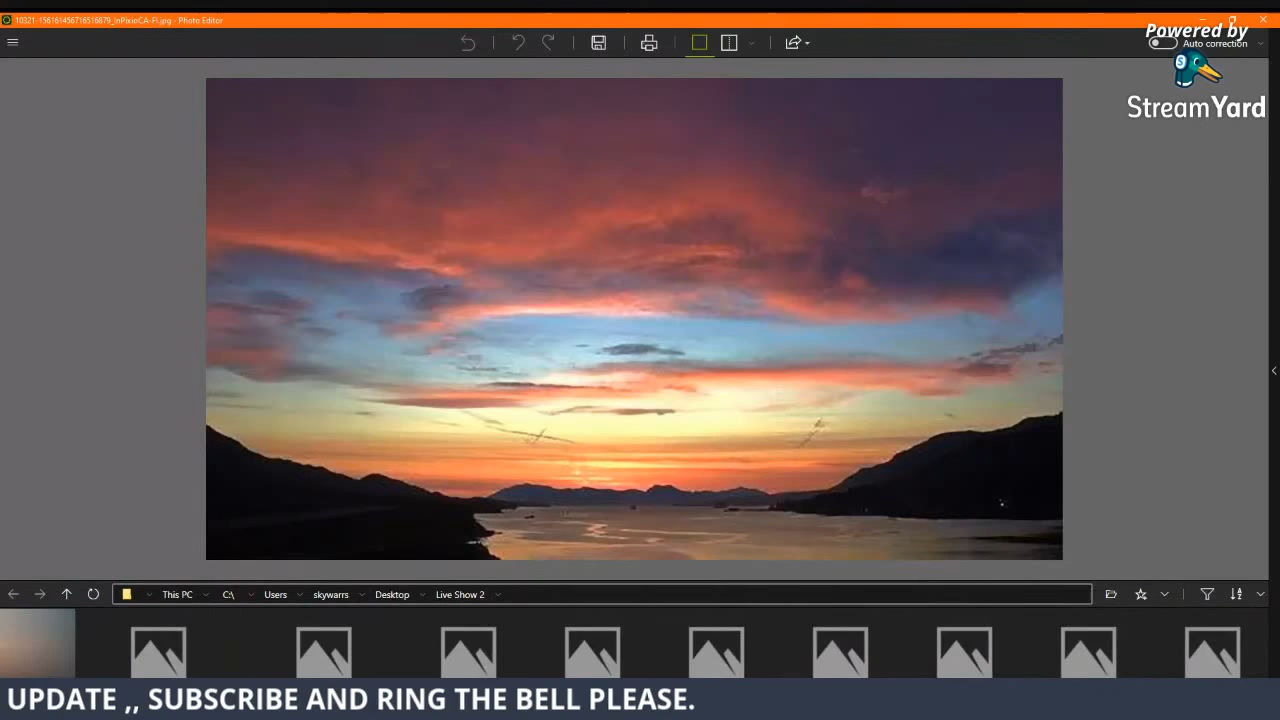 10321-156161456716516879_InPixioCA-Fi.jpg - Photo Editor
Powered by
Auto correction
StreamYard
This PC C:\ Users skywarrs Desktop Live Show 2
UPDATE ,, SUBSCRIBE AND RING THE BELL PLEASE.